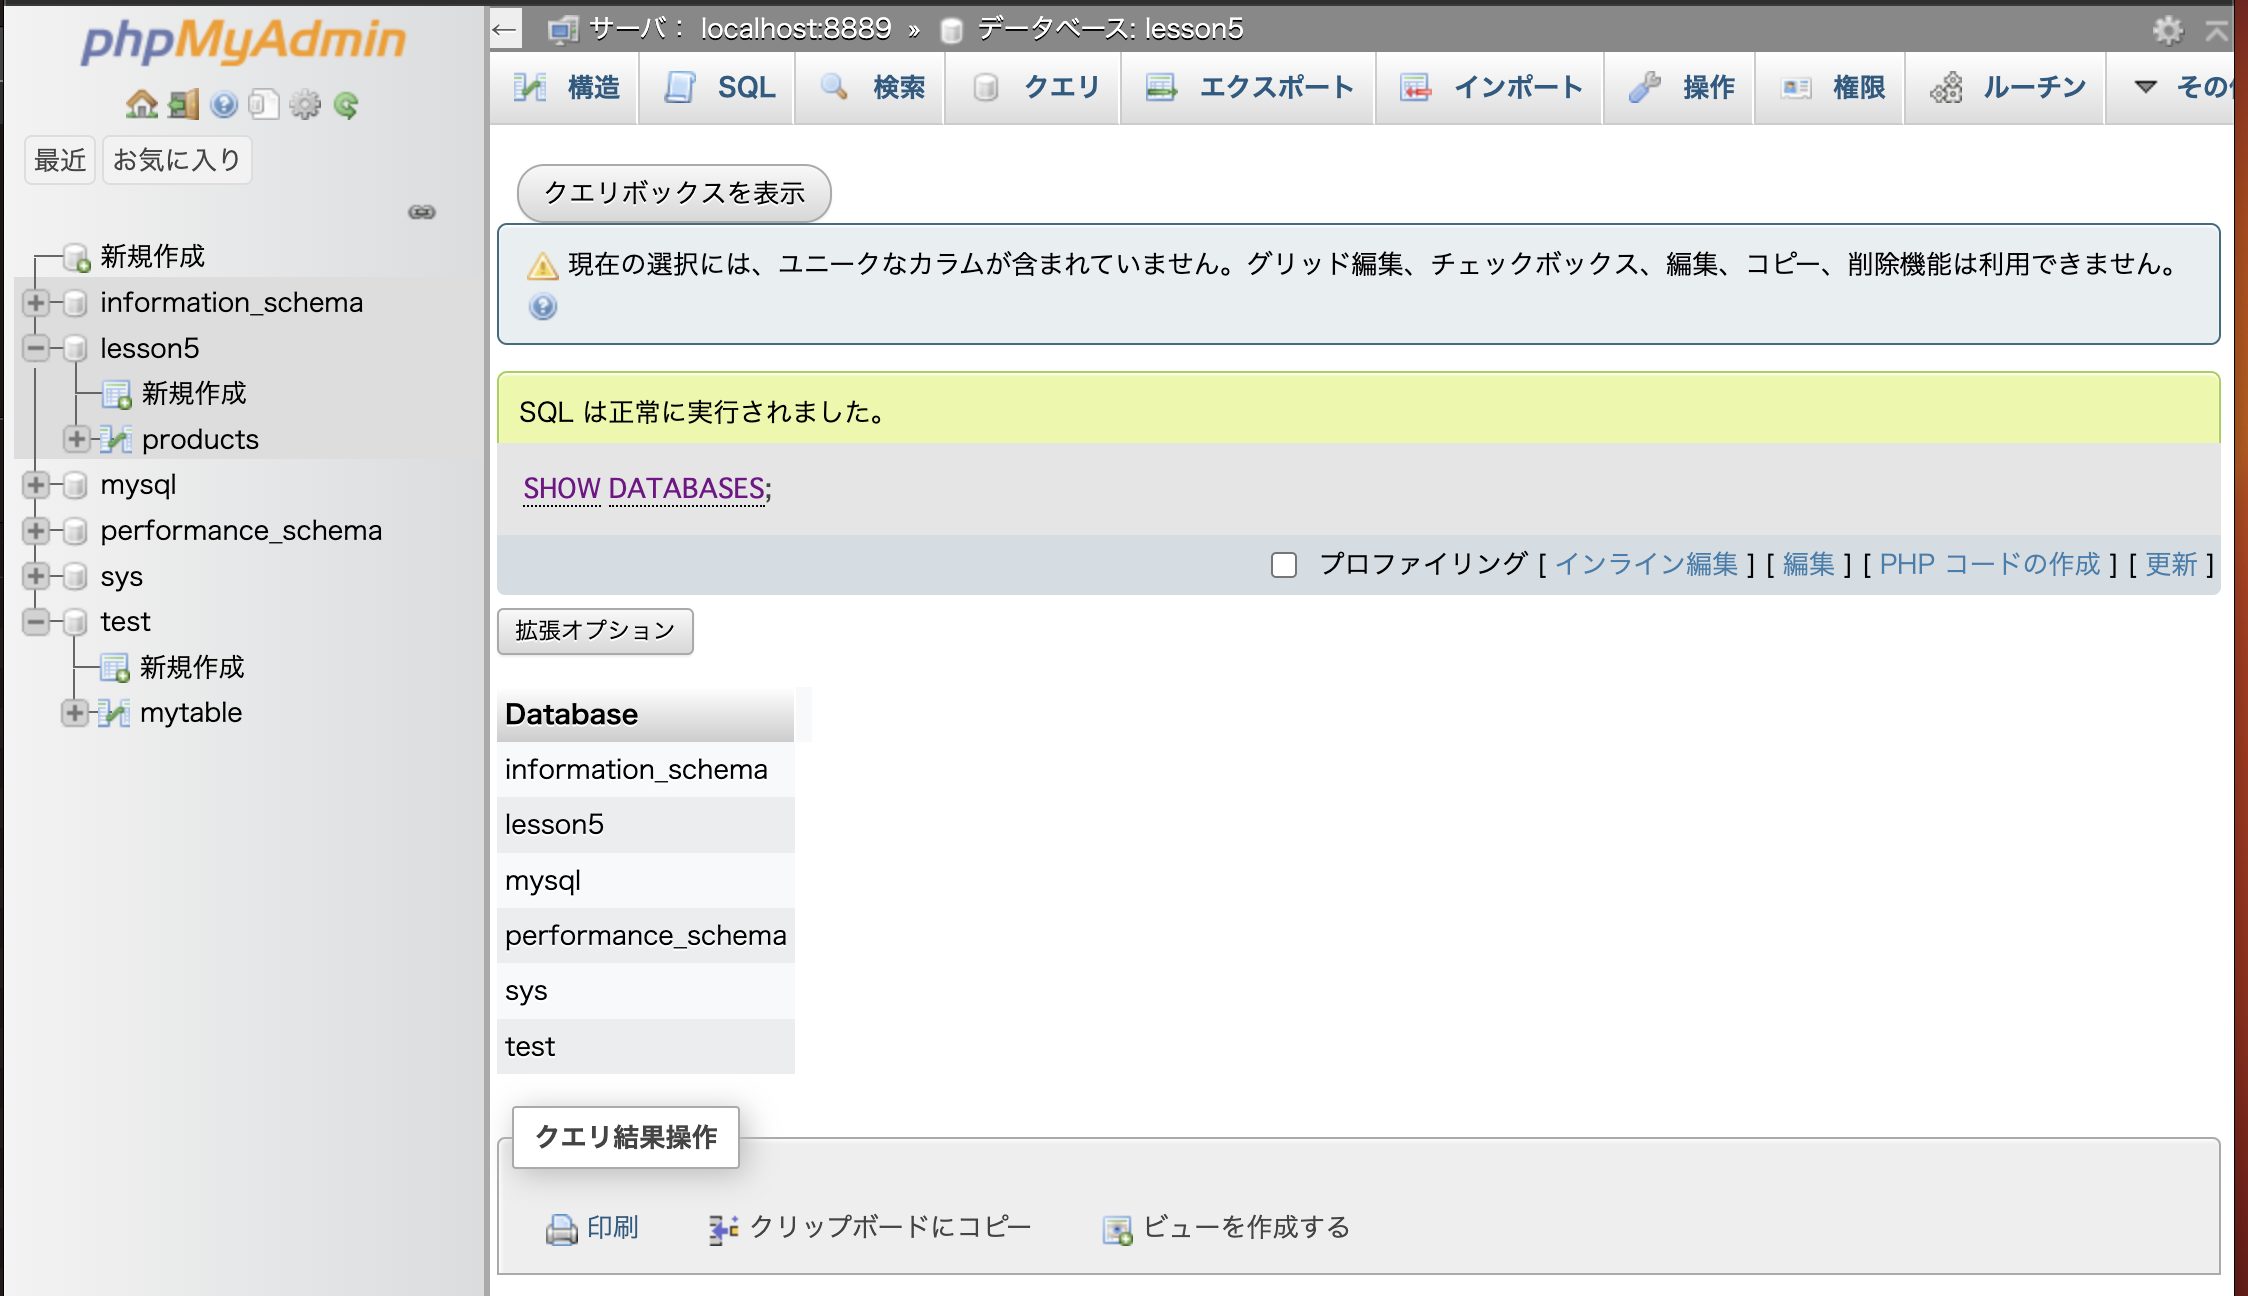 phpMyAdmin
最近 お気に入り
新規作成
information_schema
lesson5
新規作成
products
mysql
performance_schema
sys
test
新規作成
mytable
サーバ： localhost:8889 » データベース: lesson5
構造 SQL 検索 クエリ エクスポート インポート 操作 権限 ルーチン その
クエリボックスを表示
現在の選択には、ユニークなカラムが含まれていません。グリッド編集、チェックボックス、編集、コピー、削除機能は利用できません。
SQL は正常に実行されました。
SHOW DATABASES;
プロファイリング [ インライン編集 ] [ 編集 ] [ PHP コードの作成 ] [ 更新 ]
拡張オプション
Database
information_schema
lesson5
mysql
performance_schema
sys
test
クエリ結果操作
印刷 クリップボードにコピー ビューを作成する